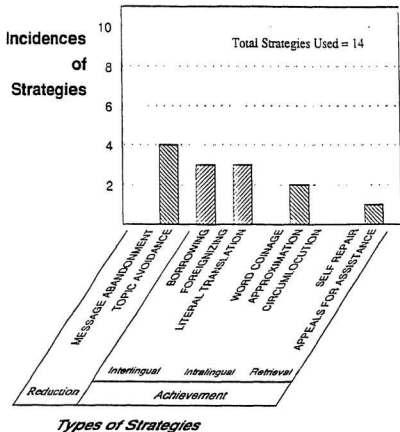 Incidences
of
Strategies
10
8
6
4
2
Total Strategies Used = 14
MESSAGE ABANDONMENT
TOPIC AVOIDANCE
BORROWING
FOREIGNIZING
LITERAL TRANSLATION
WORD COINAGE
APPROXIMATION
CIRCUMLOCUTION
SELF REPAIR
APPEALS FOR ASSISTANCE
Interlingual Intralingual Retrieval
Reduction Achievement
Types of Strategies